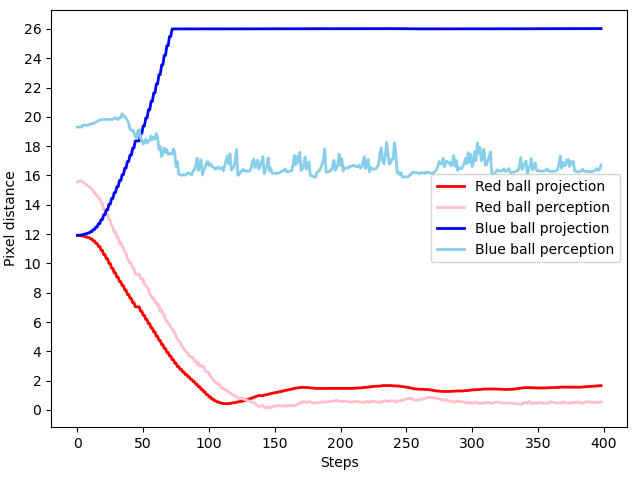 26
24
22
20
18
16
14
12
10
8
6
4
2
0
Pixel distance
Red ball projection
Red ball perception
Blue ball projection
Blue ball perception
0 50 100 150 200 250 300 350 400
Steps